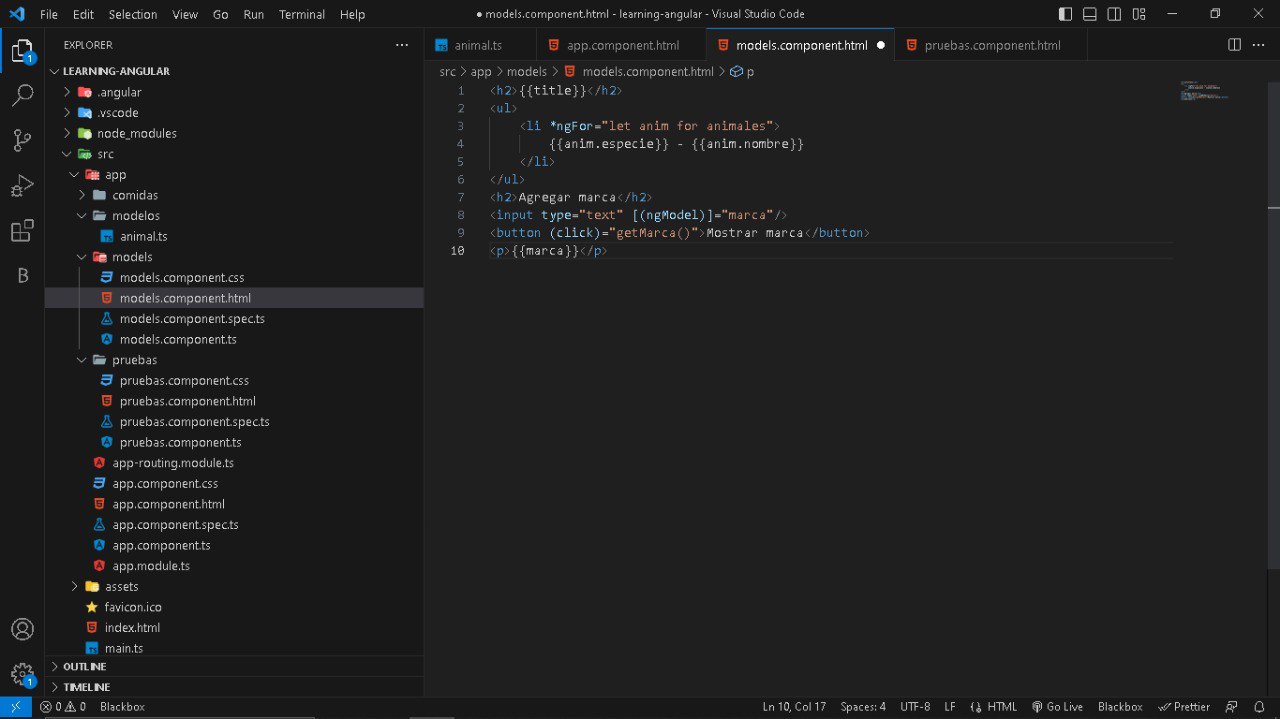 File Edit Selection View Go Run Terminal Help
● models.component.html - learning-angular - Visual Studio Code
EXPLORER
LEARNING-ANGULAR
.angular
.vscode
node_modules
src
app
comidas
modelos
animal.ts
models
models.component.css
models.component.html
models.component.spec.ts
models.component.ts
pruebas
pruebas.component.css
pruebas.component.html
pruebas.component.spec.ts
pruebas.component.ts
app-routing.module.ts
app.component.css
app.component.html
app.component.spec.ts
app.component.ts
app.module.ts
assets
favicon.ico
index.html
main.ts
OUTLINE
TIMELINE
1
B
1
animal.ts app.component.html models.component.html ● pruebas.component.html
src > app > models > models.component.html > p
1 <h2>{{title}}</h2>
2 <ul>
3 <li *ngFor="let anim for animales">
4 {{anim.especie}} - {{anim.nombre}}
5 </li>
6 </ul>
7 <h2>Agregar marca</h2>
8 <input type="text" [(ngModel)]="marca"/>
9 <button (click)="getMarca()">Mostrar marca</button>
10 <p>{{marca}}</p>
0 0 Blackbox Ln 10, Col 17 Spaces: 4 UTF-8 LF HTML Go Live Blackbox Prettier